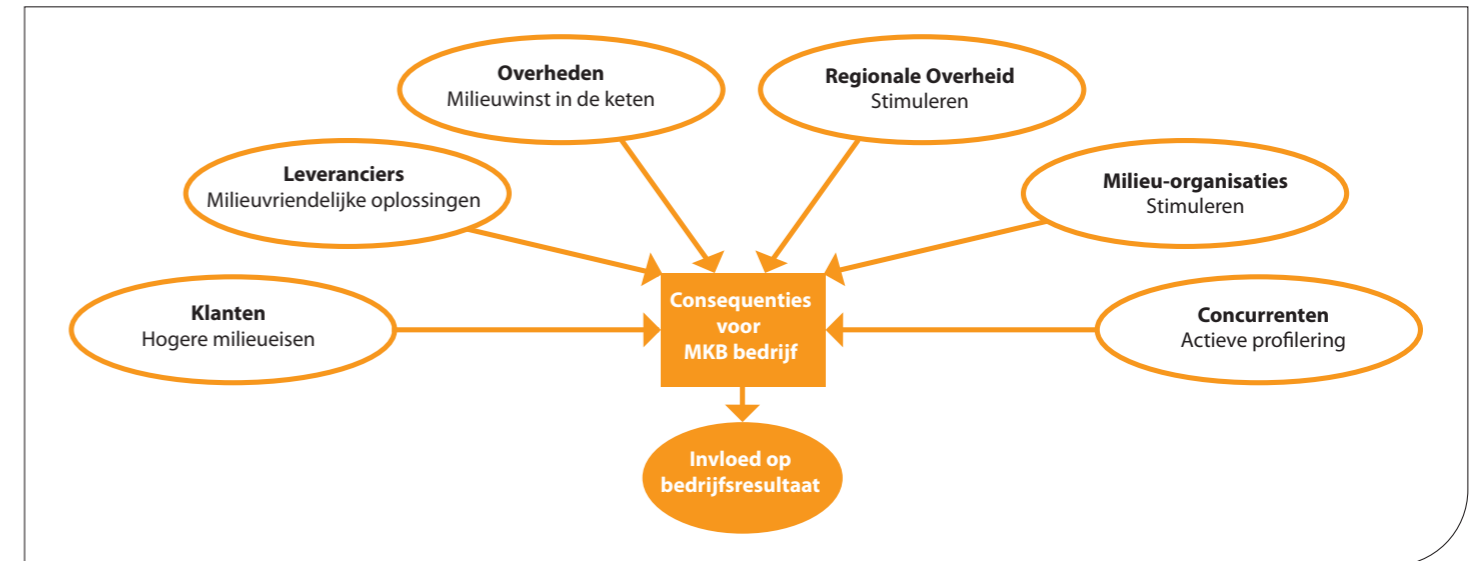 Overheden
Milieuwinst in de keten
Regionale Overheid
Stimuleren
Leveranciers
Milieuvriendelijke oplossingen
Milieu-organisaties
Stimuleren
Klanten
Hogere milieueisen
Consequenties
voor
MKB bedrijf
Concurrenten
Actieve profilering
Invloed op
bedrijfsresultaat